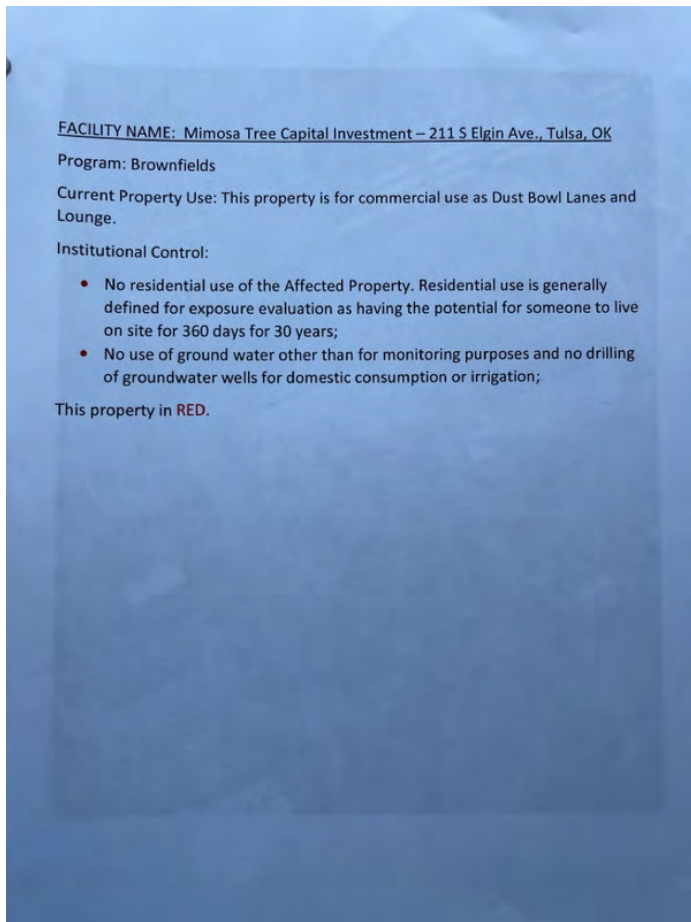 FACILITY NAME: Mimosa Tree Capital Investment – 211 S Elgin Ave., Tulsa, OK
Program: Brownfields
Current Property Use: This property is for commercial use as Dust Bowl Lanes and
Lounge.
Institutional Control:
• No residential use of the Affected Property. Residential use is generally
defined for exposure evaluation as having the potential for someone to live
on site for 360 days for 30 years;
• No use of ground water other than for monitoring purposes and no drilling
of groundwater wells for domestic consumption or irrigation;
This property in RED.